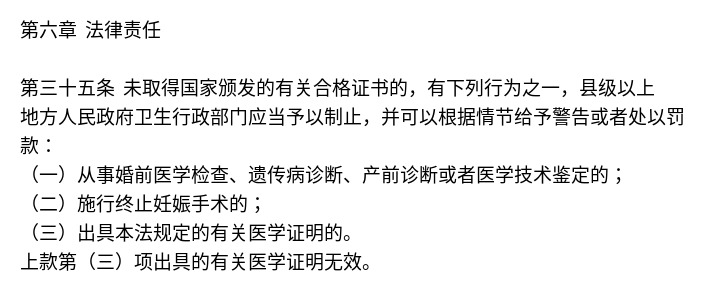 第六章 法律责任
第三十五条 未取得国家颁发的有关合格证书的，有下列行为之一，县级以上
地方人民政府卫生行政部门应当予以制止，并可以根据情节给予警告或者处以罚
款：
（一）从事婚前医学检查、遗传病诊断、产前诊断或者医学技术鉴定的；
（二）施行终止妊娠手术的；
（三）出具本法规定的有关医学证明的。
上款第（三）项出具的有关医学证明无效。